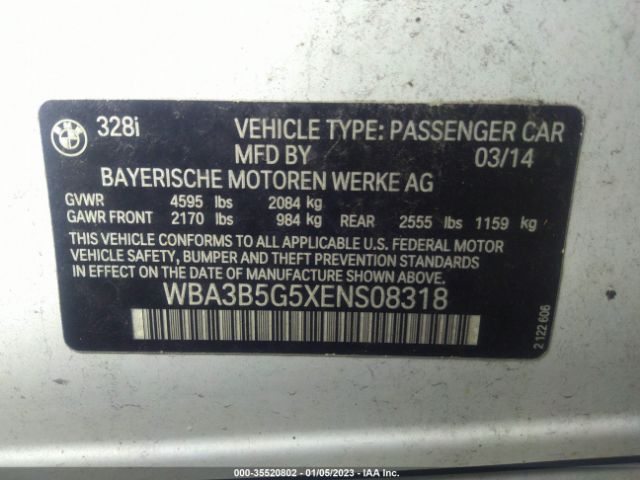 BMW 328i VEHICLE TYPE: PASSENGER CAR
MFD BY 03/14
BAYERISCHE MOTOREN WERKE AG
GVWR 4595 lbs 2084 kg
GAWR FRONT 2170 lbs 984 kg REAR 2555 lbs 1159 kg
THIS VEHICLE CONFORMS TO ALL APPLICABLE U.S. FEDERAL MOTOR
VEHICLE SAFETY, BUMPER AND THEFT PREVENTION STANDARDS
IN EFFECT ON THE DATE OF MANUFACTURE SHOWN ABOVE.
WBA3B5G5XENS08318
2 122 606
000-35520802 - 01/05/2023 - IAA Inc.